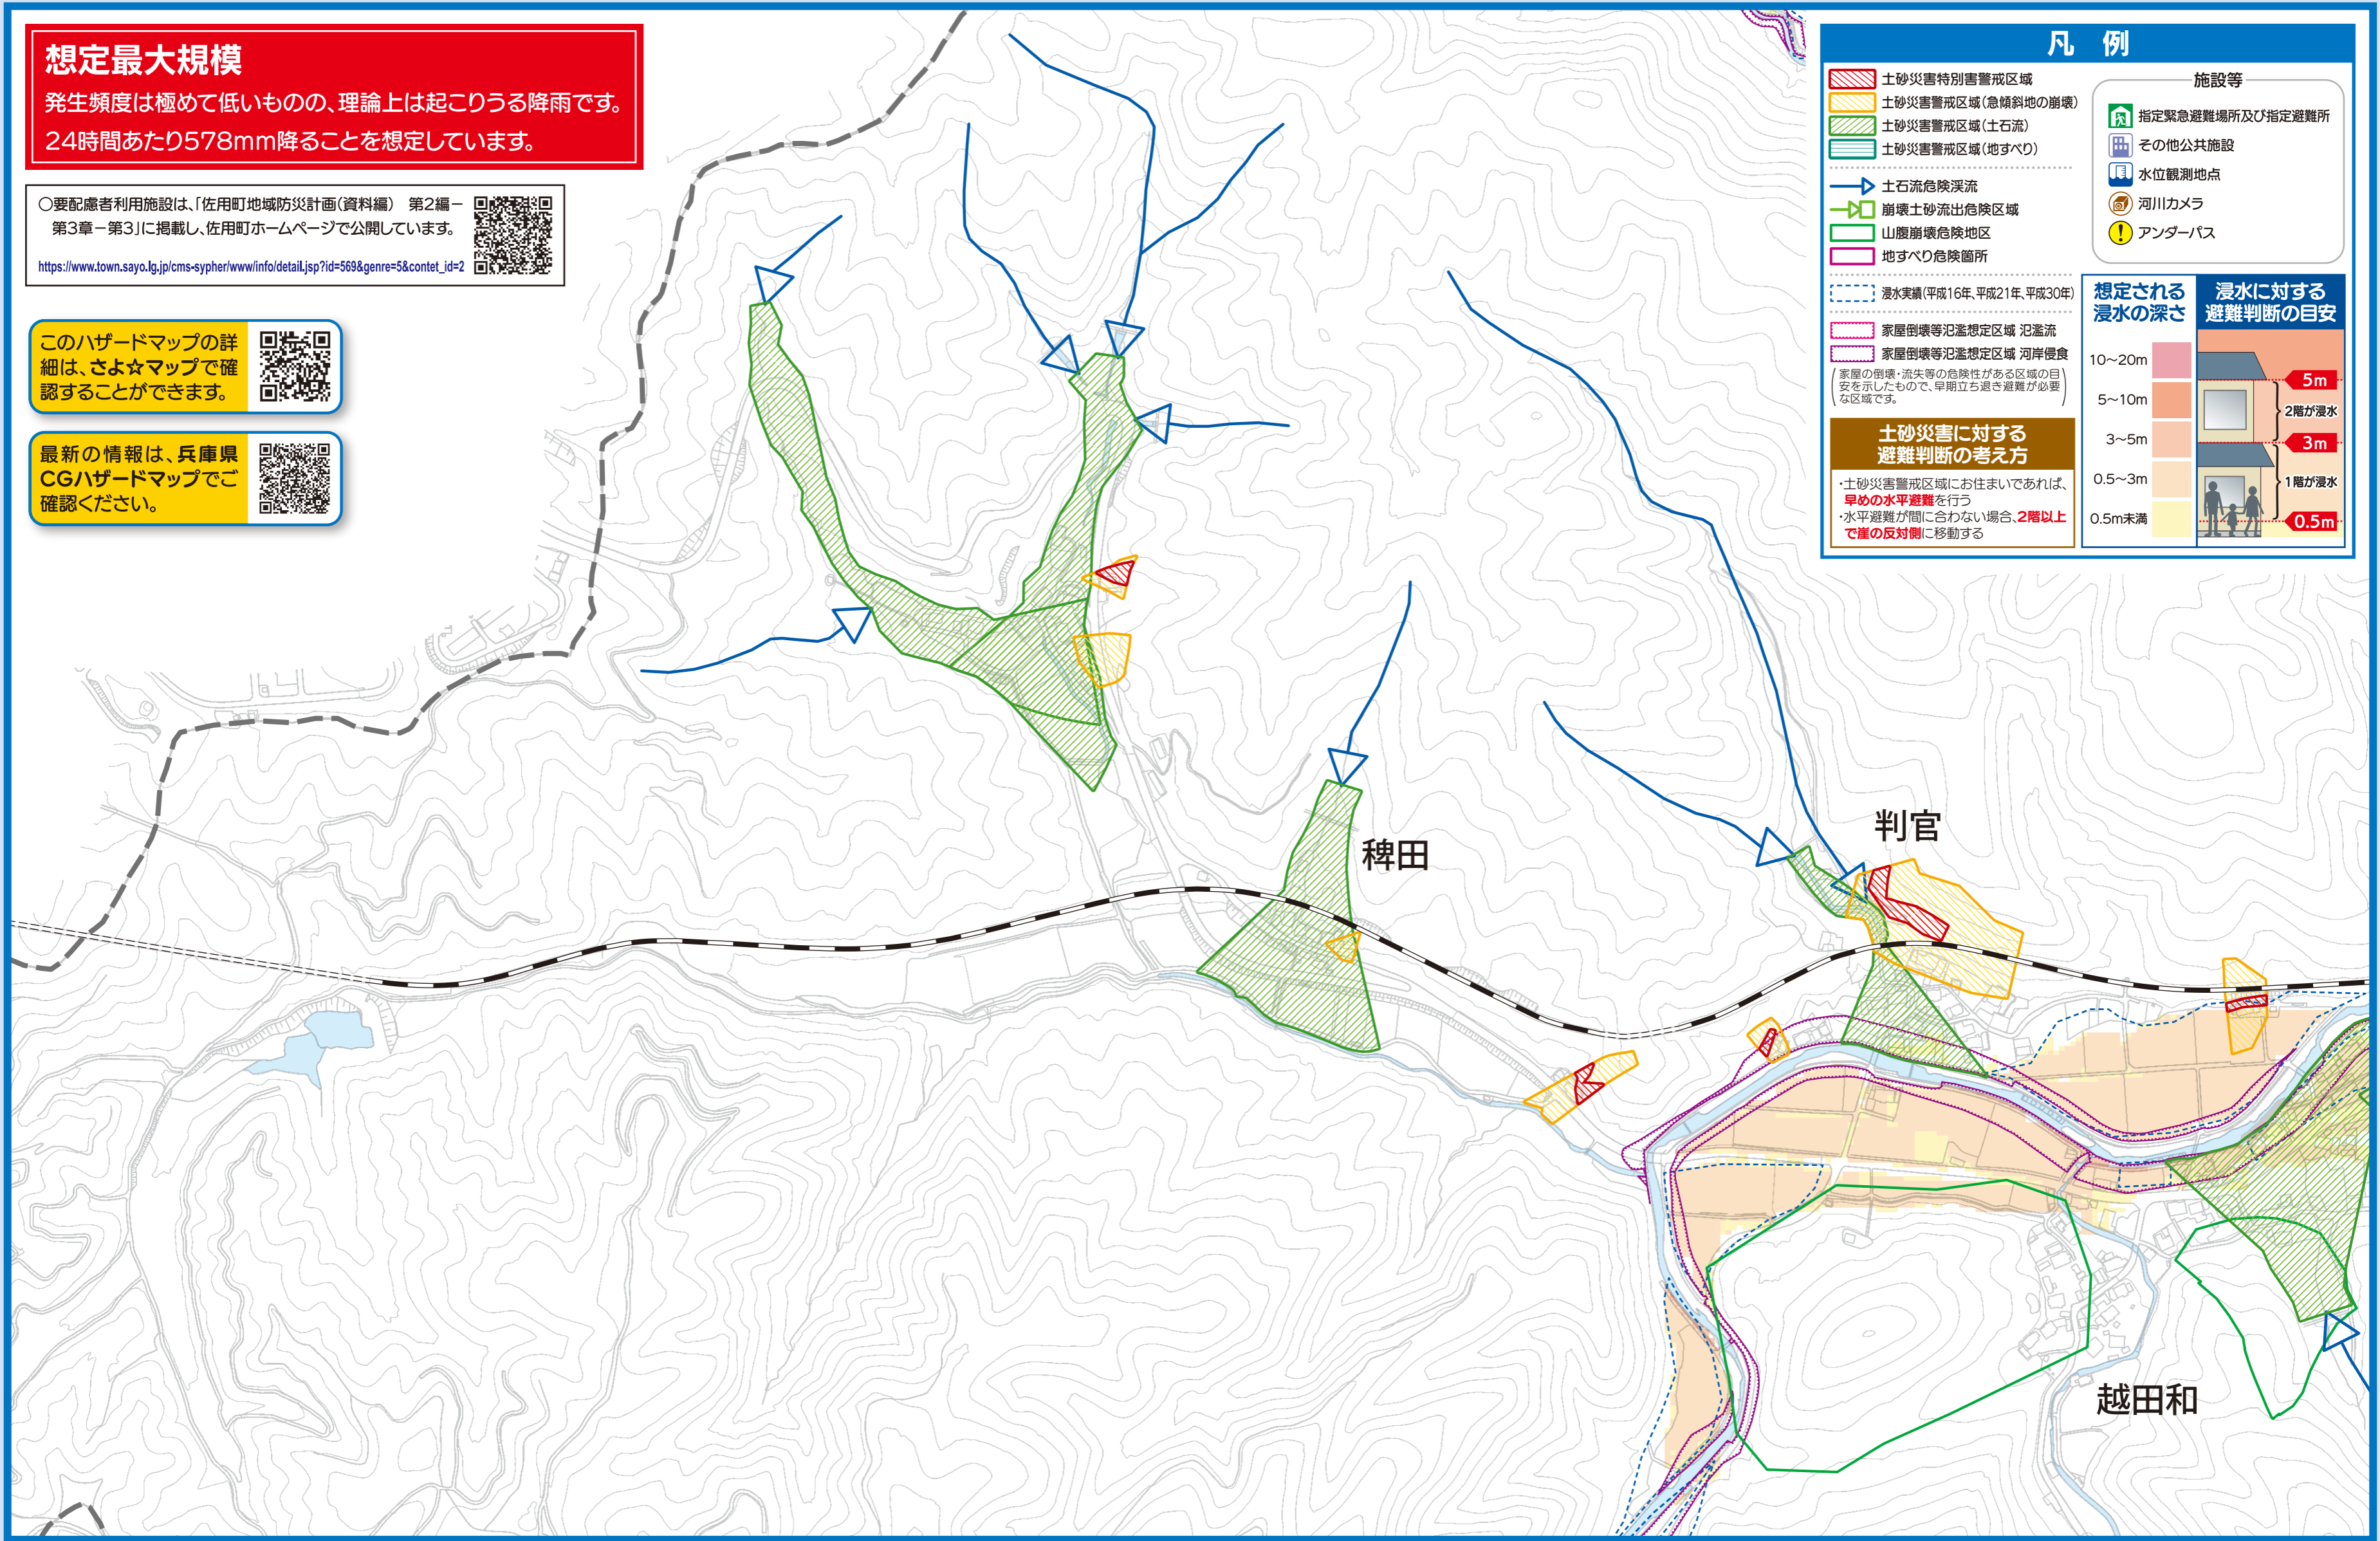 想定最大規模
発生頻度は極めて低いものの、理論上は起こりうる降雨です。
24時間あたり578mm降ることを想定しています。
○要配慮者利用施設は、「佐用町地域防災計画（資料編）　第2編－
第3章－第3」に掲載し、佐用町ホームページで公開しています。
https://www.town.sayo.lg.jp/cms-sypher/www/info/detail.jsp?id=569&genre=5&contet_id=2
このハザードマップの詳
細は、さよ☆マップで確
認することができます。
最新の情報は、兵庫県
CGハザードマップでご
確認ください。
凡　例
土砂災害特別害警戒区域
土砂災害警戒区域（急傾斜地の崩壊）
土砂災害警戒区域（土石流）
土砂災害警戒区域（地すべり）
土石流危険渓流
崩壊土砂流出危険区域
山腹崩壊危険地区
地すべり危険箇所
浸水実績（平成16年、平成21年、平成30年）
家屋倒壊等氾濫想定区域 氾濫流
家屋倒壊等氾濫想定区域 河岸侵食
（家屋の倒壊・流失等の危険性がある区域の目
安を示したもので、早期立ち退き避難が必要
な区域です。）
土砂災害に対する
避難判断の考え方
・土砂災害警戒区域にお住まいであれば、
早めの水平避難を行う
・水平避難が間に合わない場合、2階以上
で崖の反対側に移動する
施設等
指定緊急避難場所及び指定避難所
その他公共施設
水位観測地点
河川カメラ
アンダーパス
想定される
浸水の深さ
10～20m
5～10m
3～5m
0.5～3m
0.5m未満
浸水に対する
避難判断の目安
5m
2階が浸水
3m
1階が浸水
0.5m
判官
稗田
越田和